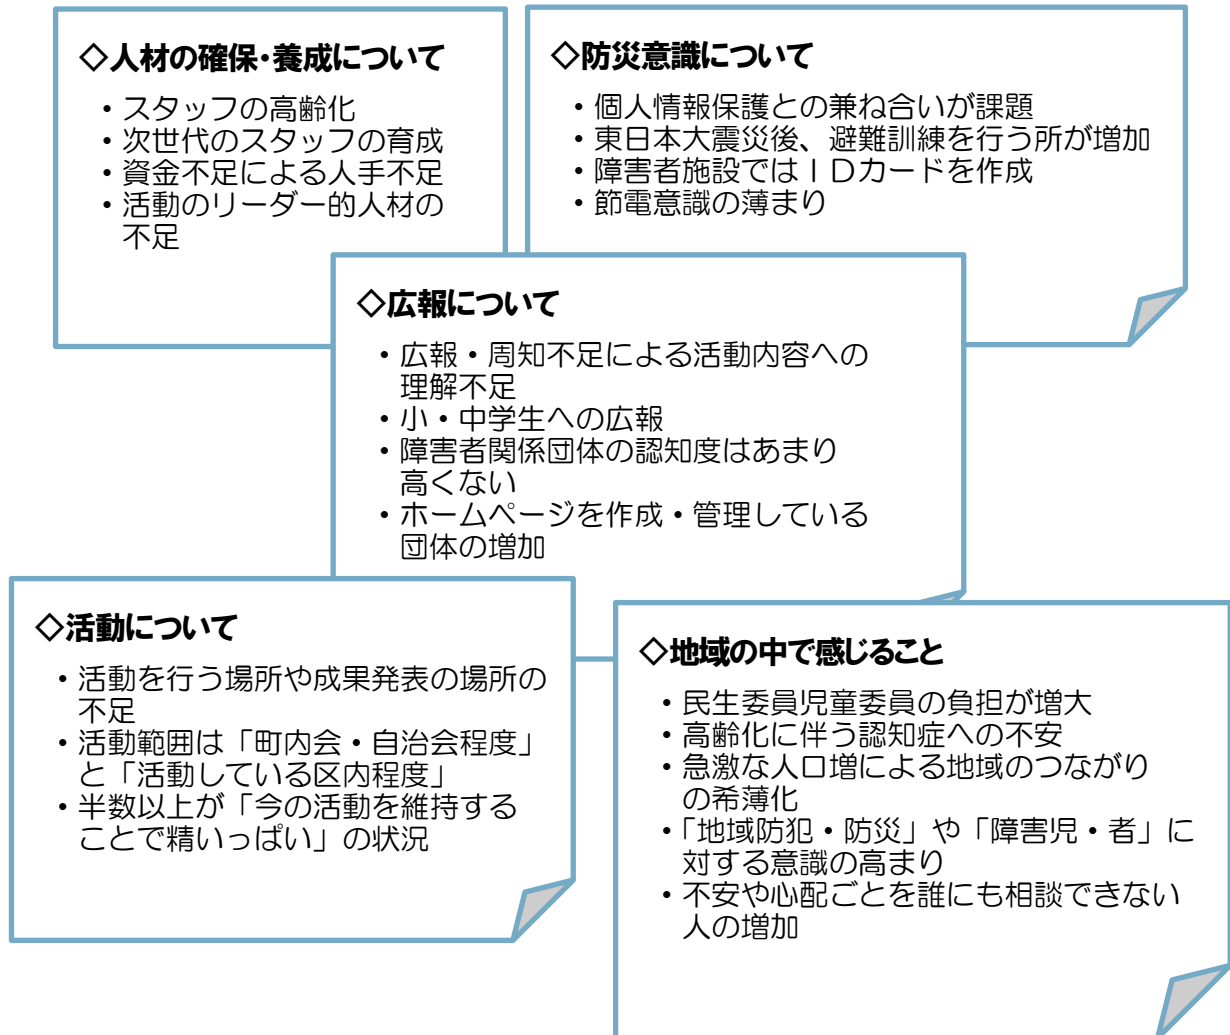 ◇人材の確保・養成について
・スタッフの高齢化
・次世代のスタッフの育成
・資金不足による人手不足
・活動のリーダー的人材の
不足
◇防災意識について
・個人情報保護との兼ね合いが課題
・東日本大震災後、避難訓練を行う所が増加
・障害者施設ではIDカードを作成
・節電意識の薄まり
◇広報について
・広報・周知不足による活動内容への
理解不足
・小・中学生への広報
・障害者関係団体の認知度はあまり
高くない
・ホームページを作成・管理している
団体の増加
◇活動について
・活動を行う場所や成果発表の場所の
不足
・活動範囲は「町内会・自治会程度」
と「活動している区内程度」
・半数以上が「今の活動を維持する
ことで精いっぱい」の状況
◇地域の中で感じること
・民生委員児童委員の負担が増大
・高齢化に伴う認知症への不安
・急激な人口増による地域のつながり
の希薄化
・「地域防犯・防災」や「障害児・者」に
対する意識の高まり
・不安や心配ごとを誰にも相談できない
人の増加